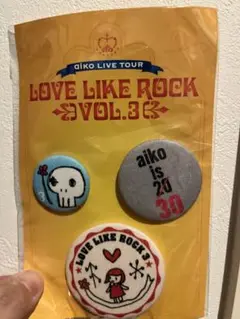 aiko LIVE TOUR
LOVE LIKE ROCK
VOL.3
aiko
is
20
30
LOVE LIKE ROCK 3